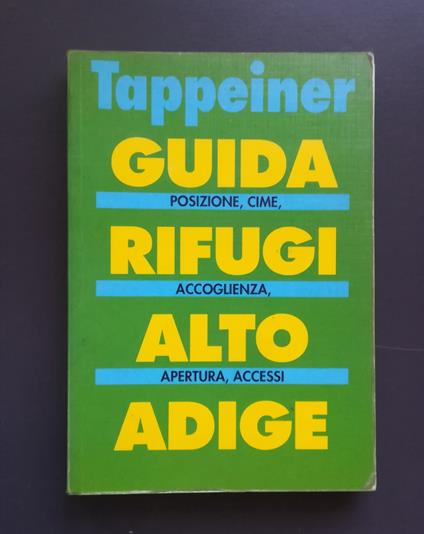 Tappeiner
GUIDA
POSIZIONE, CIME,
RIFUGI
ACCOGLIENZA,
ALTO
APERTURA, ACCESSI
ADIGE